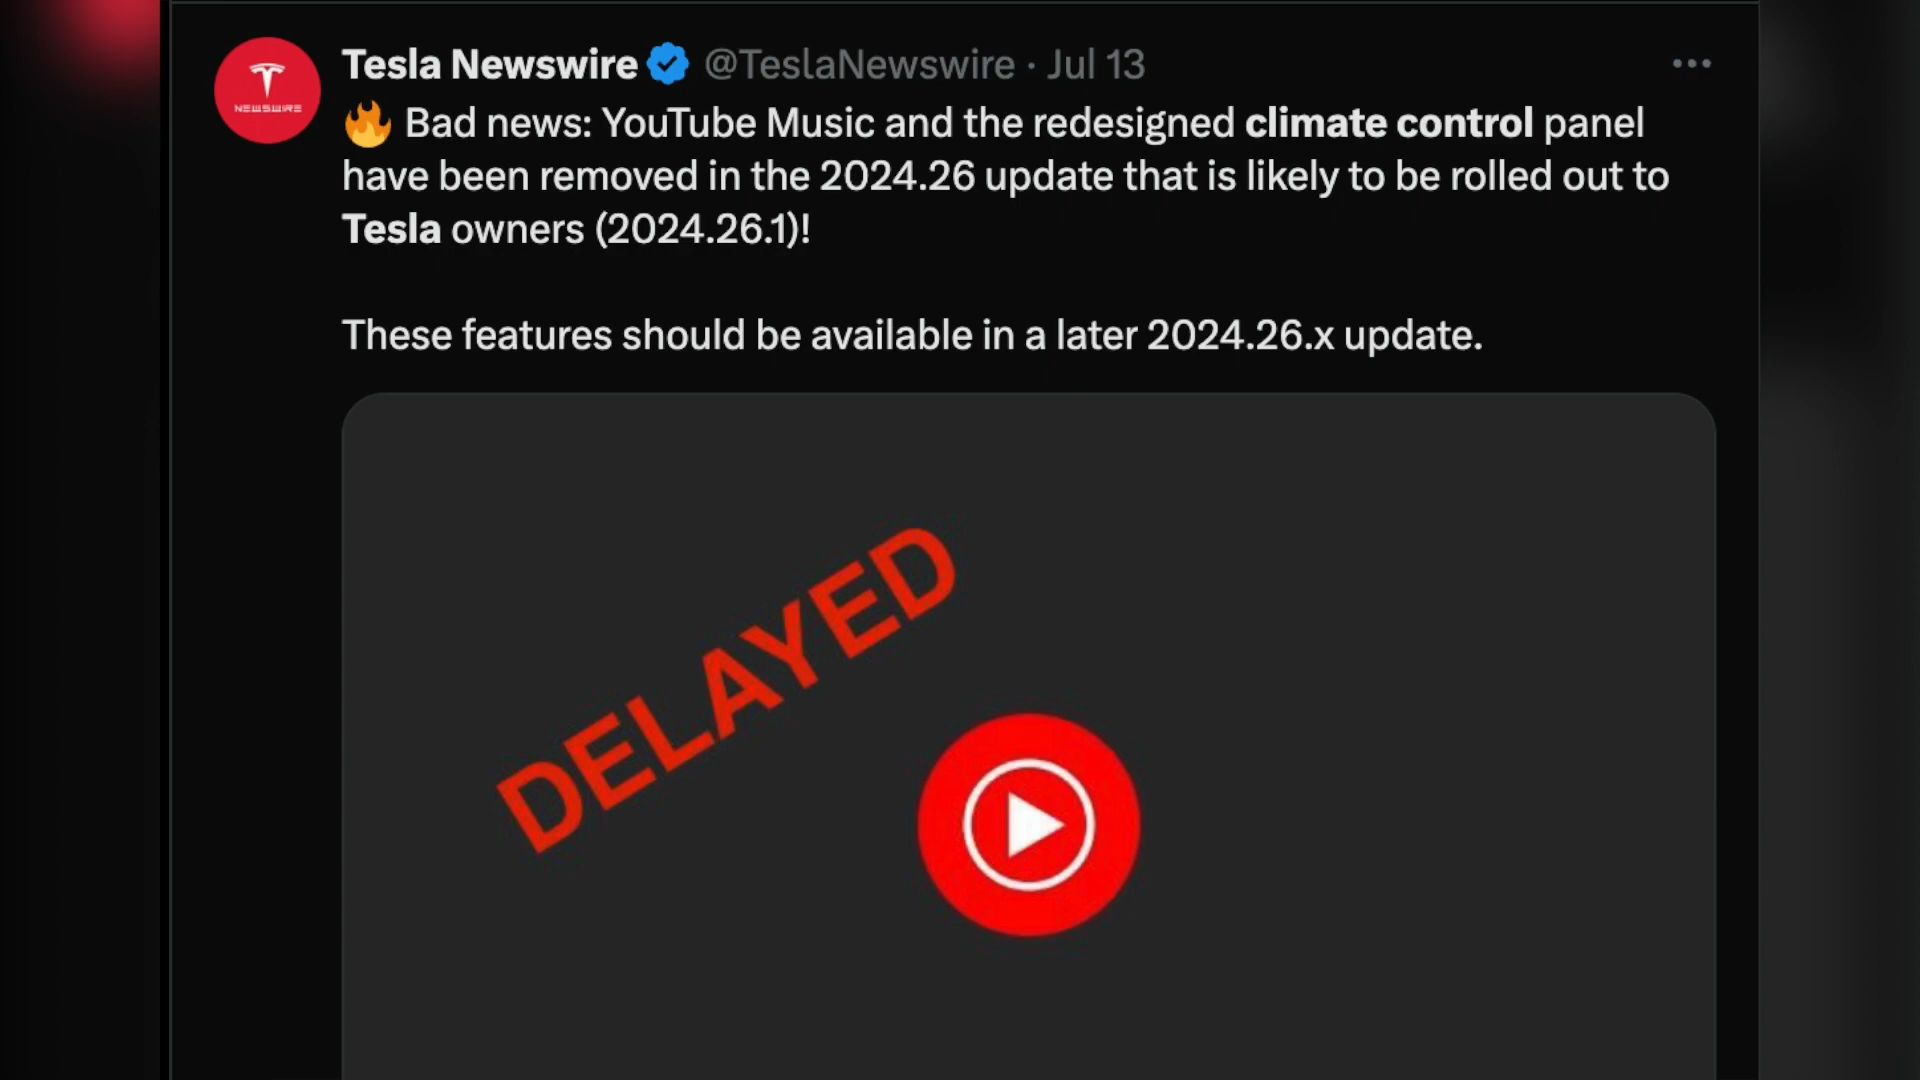 Tesla Newswire @TeslaNewswire · Jul 13
NEWSWIRE
🔥 Bad news: YouTube Music and the redesigned climate control panel
have been removed in the 2024.26 update that is likely to be rolled out to
Tesla owners (2024.26.1)!
These features should be available in a later 2024.26.x update.
DELAYED